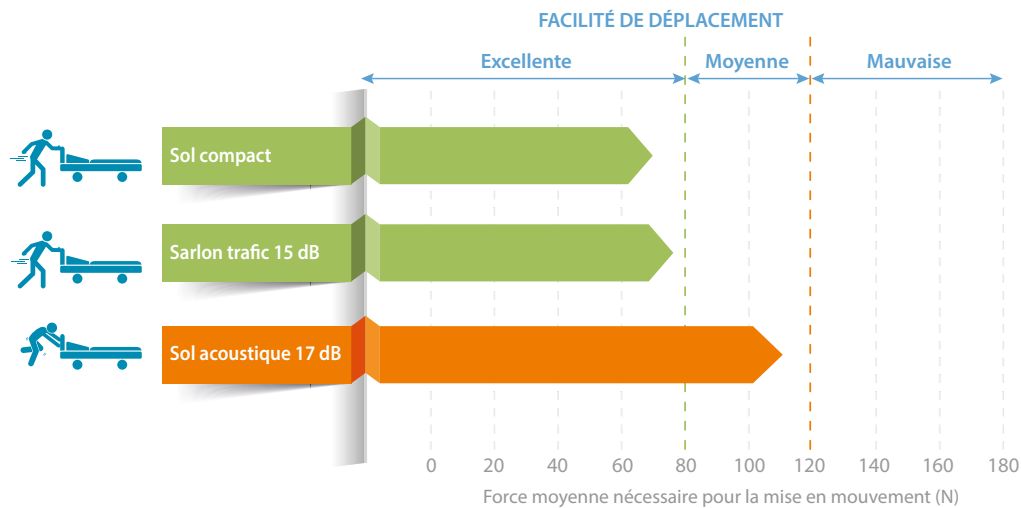 FACILITÉ DE DÉPLACEMENT
Excellente Moyenne Mauvaise
Sol compact
Sarlon trafic 15 dB
Sol acoustique 17 dB
0 20 40 60 80 100 120 140 160 180
Force moyenne nécessaire pour la mise en mouvement (N)